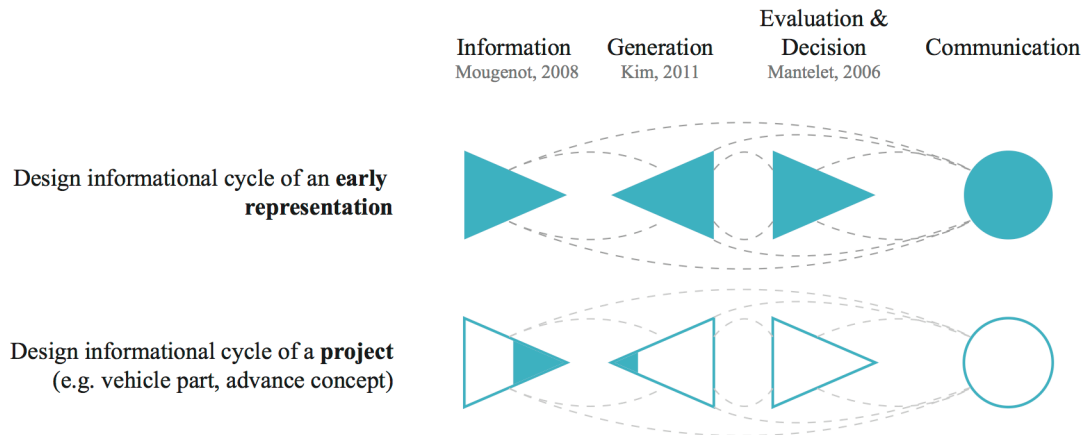 Information
Mougenot, 2008
Generation
Kim, 2011
Evaluation &
Decision
Mantelet, 2006
Communication
Design informational cycle of an early
representation
Design informational cycle of a project
(e.g. vehicle part, advance concept)